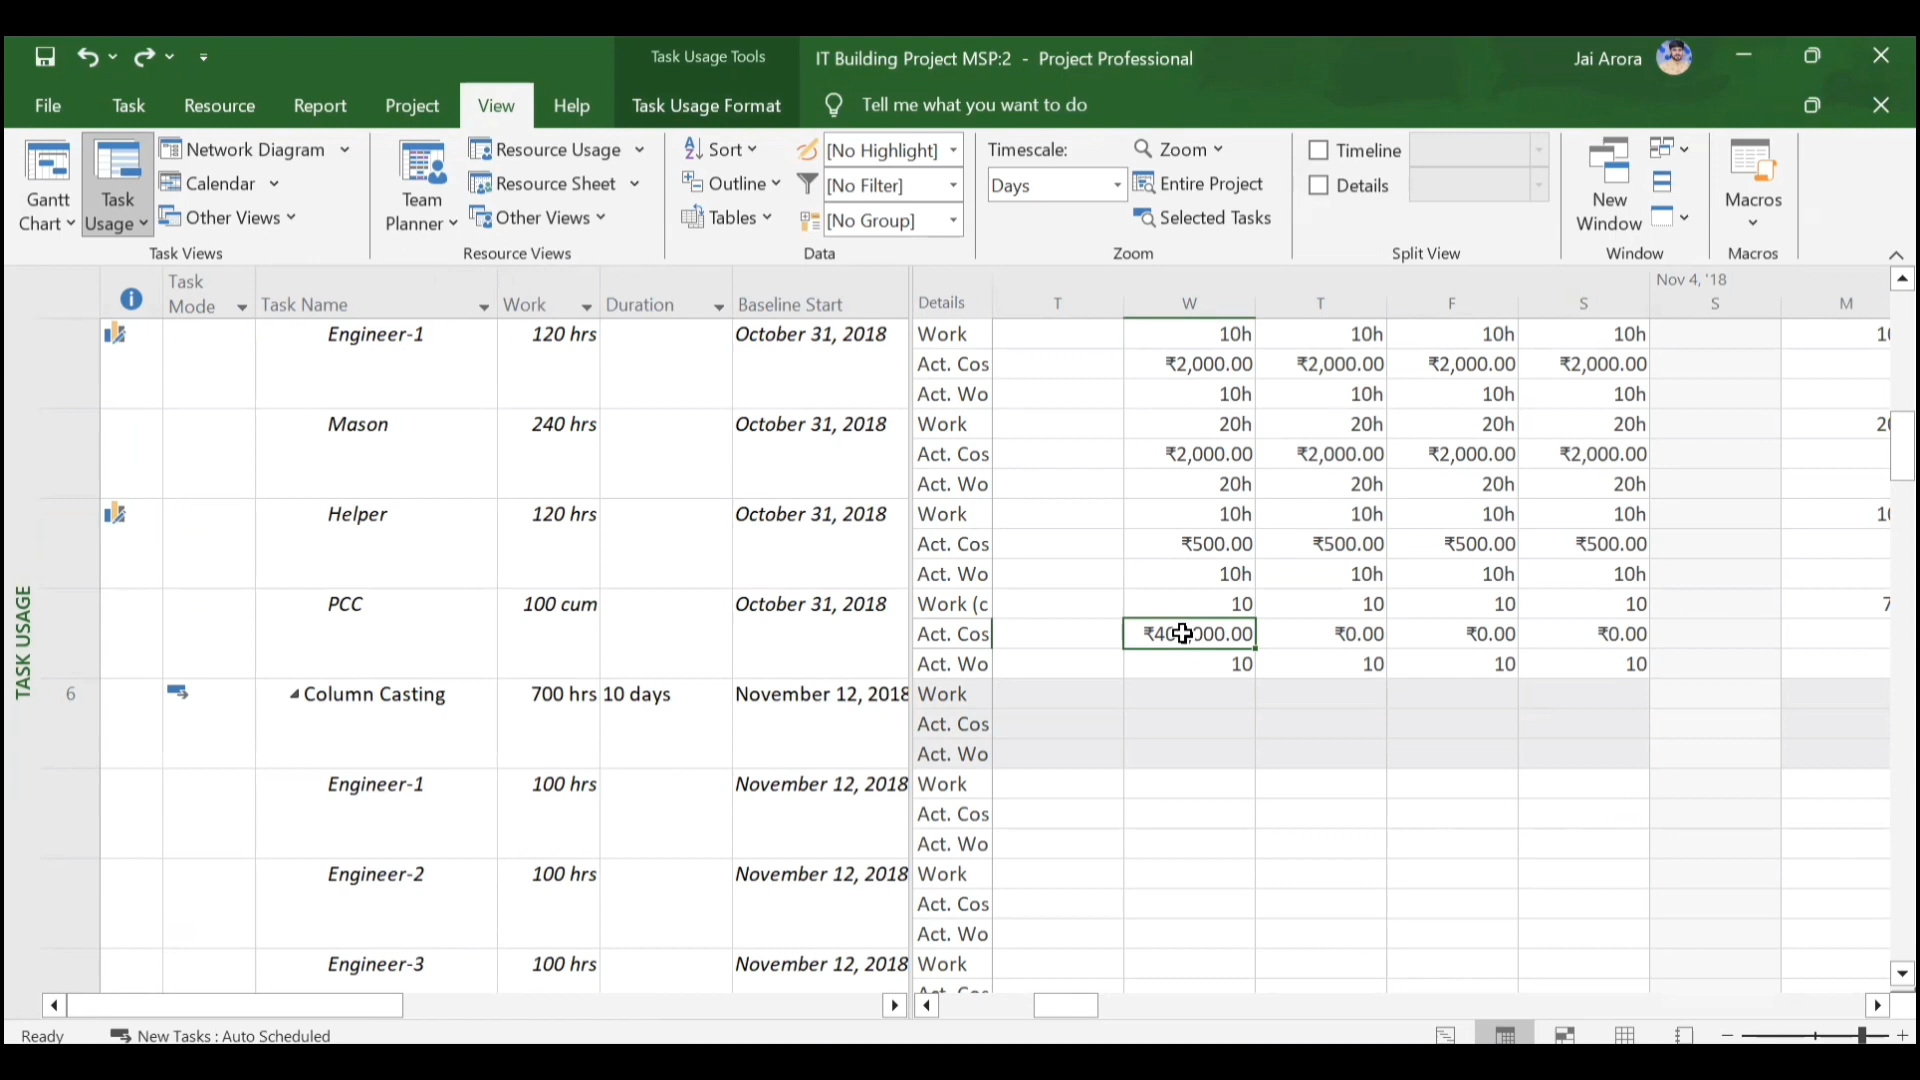 Task Usage Tools
IT Building Project MSP:2 - Project Professional
Jai Arora
File Task Resource Report Project View Help Task Usage Format Tell me what you want to do
Gantt Chart
Task Usage
Network Diagram
Calendar
Other Views
Task Views
Team Planner
Resource Usage
Resource Sheet
Other Views
Resource Views
Sort
Outline
Tables
[No Highlight]
[No Filter]
[No Group]
Data
Timescale:
Days
Zoom
Entire Project
Selected Tasks
Zoom
Timeline
Details
Split View
New Window
Window
Macros
Macros
Task Mode Task Name Work Duration Baseline Start Details T W T F S Nov 4, '18 S M
Engineer-1 120 hrs October 31, 2018 Work 10h 10h 10h 10h
Act. Cos ₹2,000.00 ₹2,000.00 ₹2,000.00 ₹2,000.00
Act. Wo 10h 10h 10h 10h
Mason 240 hrs October 31, 2018 Work 20h 20h 20h 20h
Act. Cos ₹2,000.00 ₹2,000.00 ₹2,000.00 ₹2,000.00
Act. Wo 20h 20h 20h 20h
Helper 120 hrs October 31, 2018 Work 10h 10h 10h 10h
Act. Cos ₹500.00 ₹500.00 ₹500.00 ₹500.00
Act. Wo 10h 10h 10h 10h
PCC 100 cum October 31, 2018 Work (c 10 10 10 10 7
Act. Cos ₹0.00 ₹0.00 ₹0.00
Act. Wo 10 10 10 10
6 Column Casting 700 hrs 10 days November 12, 2018 Work
Act. Cos
Act. Wo
Engineer-1 100 hrs November 12, 2018 Work
Act. Cos
Act. Wo
Engineer-2 100 hrs November 12, 2018 Work
Act. Cos
Act. Wo
Engineer-3 100 hrs November 12, 2018 Work
TASK USAGE
Ready New Tasks : Auto Scheduled